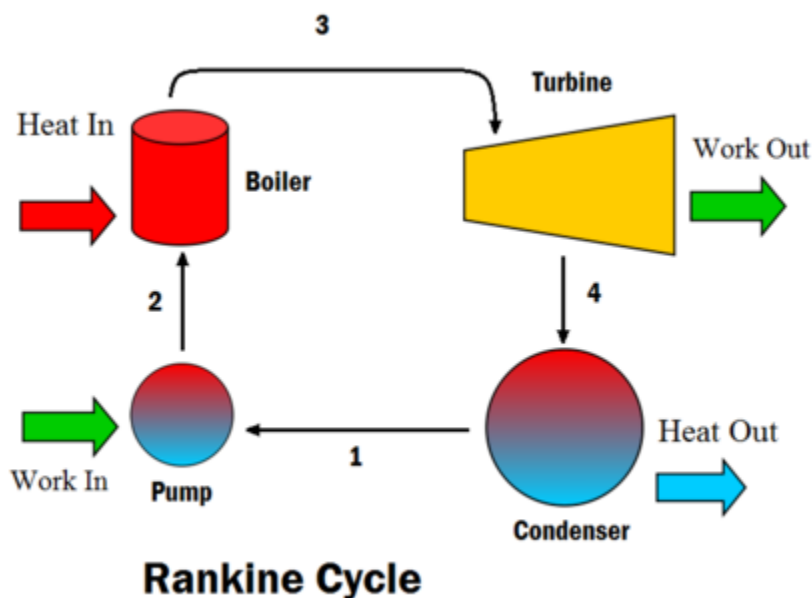 3
Turbine
Heat In
Work Out
Boiler
2
4
Heat Out
1
Work In
Pump
Condenser
Rankine Cycle